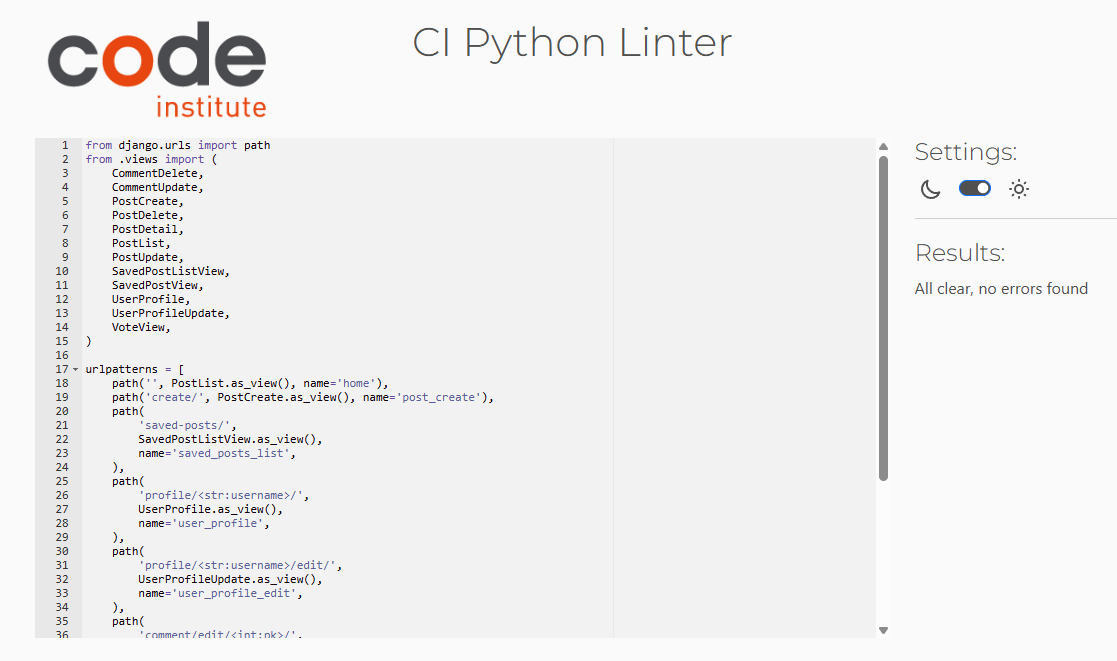 code
institute
CI Python Linter
1 from django.urls import path
2 from .views import (
3     CommentDelete,
4     CommentUpdate,
5     PostCreate,
6     PostDelete,
7     PostDetail,
8     PostList,
9     PostUpdate,
10     SavedPostListView,
11     SavedPostView,
12     UserProfile,
13     UserProfileUpdate,
14     VoteView,
15 )
16
17 urlpatterns = [
18     path('', PostList.as_view(), name='home'),
19     path('create/', PostCreate.as_view(), name='post_create'),
20     path(
21         'saved-posts/',
22         SavedPostListView.as_view(),
23         name='saved_posts_list',
24     ),
25     path(
26         'profile/<str:username>/',
27         UserProfile.as_view(),
28         name='user_profile',
29     ),
30     path(
31         'profile/<str:username>/edit/',
32         UserProfileUpdate.as_view(),
33         name='user_profile_edit',
34     ),
35     path(
36         'comment/edit/<int:pk>/',
Settings:
Results:
All clear, no errors found